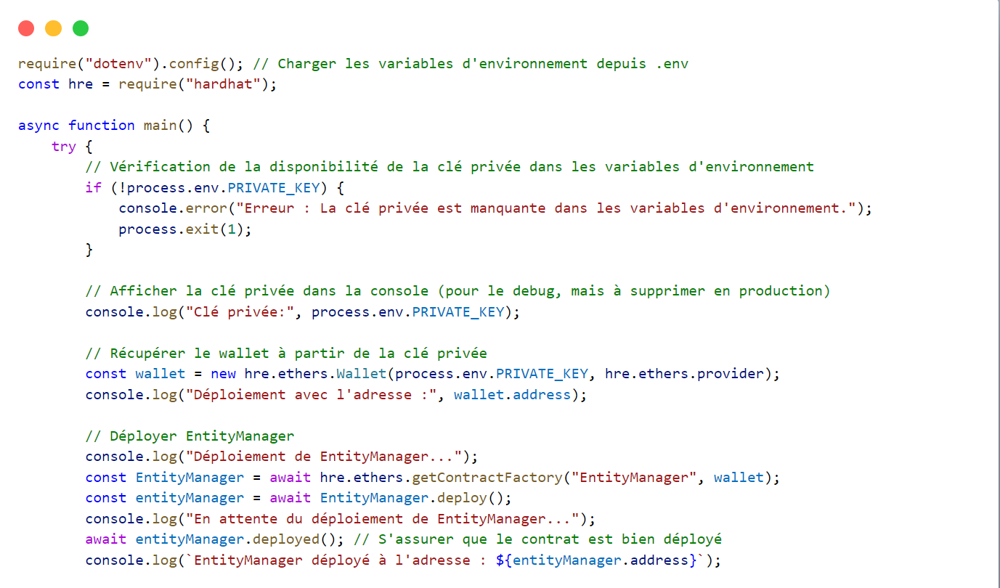 require("dotenv").config(); // Charger les variables d'environnement depuis .env
const hre = require("hardhat");
async function main() {
try {
// Vérification de la disponibilité de la clé privée dans les variables d'environnement
if (!process.env.PRIVATE_KEY) {
console.error("Erreur : La clé privée est manquante dans les variables d'environnement.");
process.exit(1);
}
// Afficher la clé privée dans la console (pour le debug, mais à supprimer en production)
console.log("Clé privée:", process.env.PRIVATE_KEY);
// Récupérer le wallet à partir de la clé privée
const wallet = new hre.ethers.Wallet(process.env.PRIVATE_KEY, hre.ethers.provider);
console.log("Déploiement avec l'adresse :", wallet.address);
// Déployer EntityManager
console.log("Déploiement de EntityManager...");
const EntityManager = await hre.ethers.getContractFactory("EntityManager", wallet);
const entityManager = await EntityManager.deploy();
console.log("En attente du déploiement de EntityManager...");
await entityManager.deployed(); // S'assurer que le contrat est bien déployé
console.log(`EntityManager déployé à l'adresse : ${entityManager.address}`);